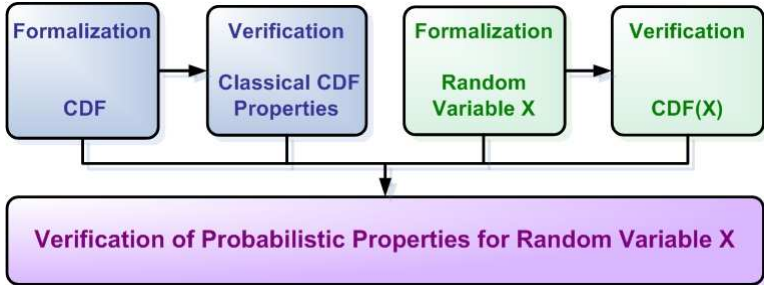 Formalization
CDF
Verification
Classical CDF
Properties
Formalization
Random
Variable X
Verification
CDF(X)
Verification of Probabilistic Properties for Random Variable X